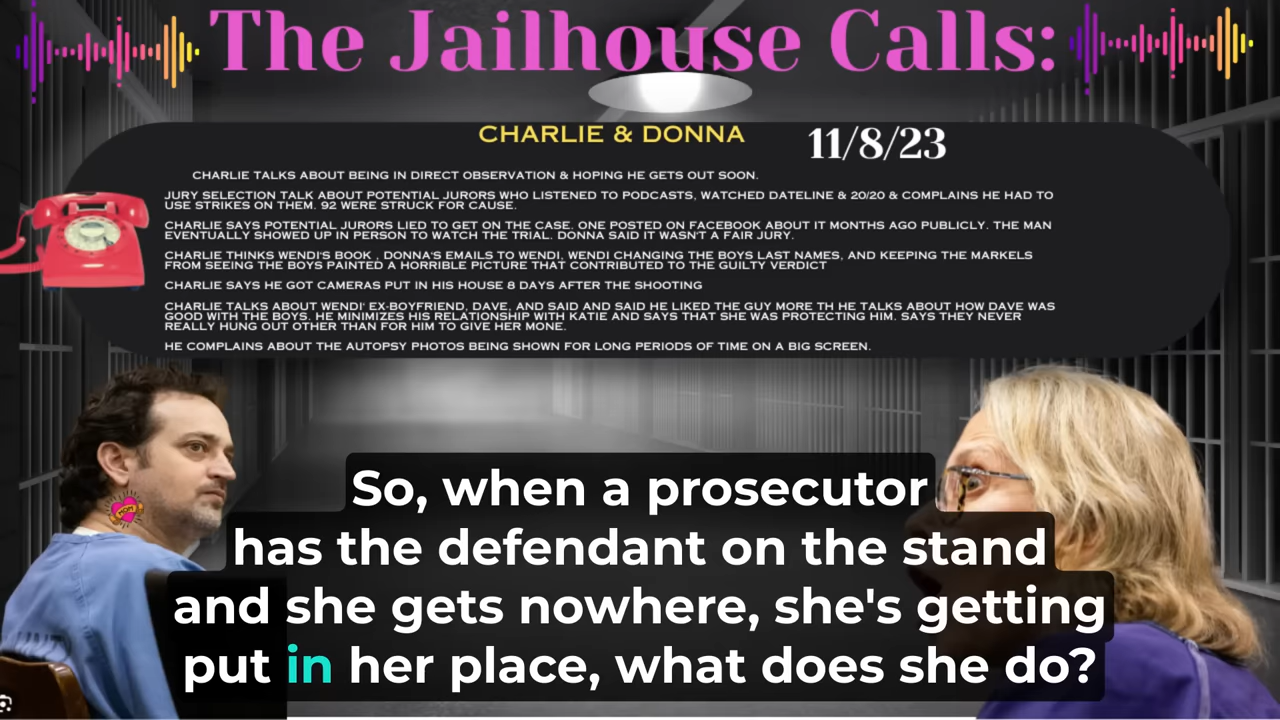 The Jailhouse Calls:
CHARLIE & DONNA 11/8/23
CHARLIE TALKS ABOUT BEING IN DIRECT OBSERVATION & HOPING HE GETS OUT SOON.
JURY SELECTION TALK ABOUT POTENTIAL JURORS WHO LISTENED TO PODCASTS, WATCHED DATELINE & 20/20 & COMPLAINS HE HAD TO
USE STRIKES ON THEM. 92 WERE STRUCK FOR CAUSE.
CHARLIE SAYS POTENTIAL JURORS LIED TO GET ON THE CASE. ONE POSTED ON FACEBOOK ABOUT IT MONTHS AGO PUBLICLY. THE MAN
EVENTUALLY SHOWED UP IN PERSON TO WATCH THE TRIAL. DONNA SAID IT WASN'T A FAIR JURY.
CHARLIE THINKS WENDI'S BOOK , DONNA'S EMAILS TO WENDI, WENDI CHANGING THE BOYS LAST NAMES, AND KEEPING THE MARKELS
FROM SEEING THE BOYS PAINTED A HORRIBLE PICTURE THAT CONTRIBUTED TO THE GUILTY VERDICT
CHARLIE SAYS HE GOT CAMERAS PUT IN HIS HOUSE 8 DAYS AFTER THE SHOOTING
CHARLIE TALKS ABOUT WENDI' EX-BOYFRIEND, DAVE, AND SAID AND SAID HE LIKED THE GUY MORE TH HE TALKS ABOUT HOW DAVE WAS
GOOD WITH THE BOYS. HE MINIMIZES HIS RELATIONSHIP WITH KATIE AND SAYS THAT SHE WAS PROTECTING HIM. SAYS THEY NEVER
REALLY HUNG OUT OTHER THAN FOR HIM TO GIVE HER MONE.
HE COMPLAINS ABOUT THE AUTOPSY PHOTOS BEING SHOWN FOR LONG PERIODS OF TIME ON A BIG SCREEN.
MOM
So, when a prosecutor
has the defendant on the stand
and she gets nowhere, she's getting
put in her place, what does she do?